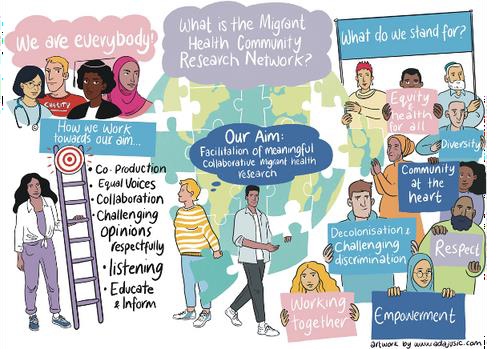 We are everybody!
CHARITY
How we work
towards our aim...
• Co-Production
Equal Voices
• Collaboration
• Challenging
opinions
respectfully
• listening
• Educate
& Inform
What is the Migrant
Health Community
Research Network?
Our Aim:
Facilitation of meaningful
collaborative migrant health
research
What do we stand for?
Equity
&
health
for all
Diversity
Community
at the
heart
Decolonisation &
Challenging
discrimination
Respect
Working
together
Empowerment
artwork by www.adajusic.com